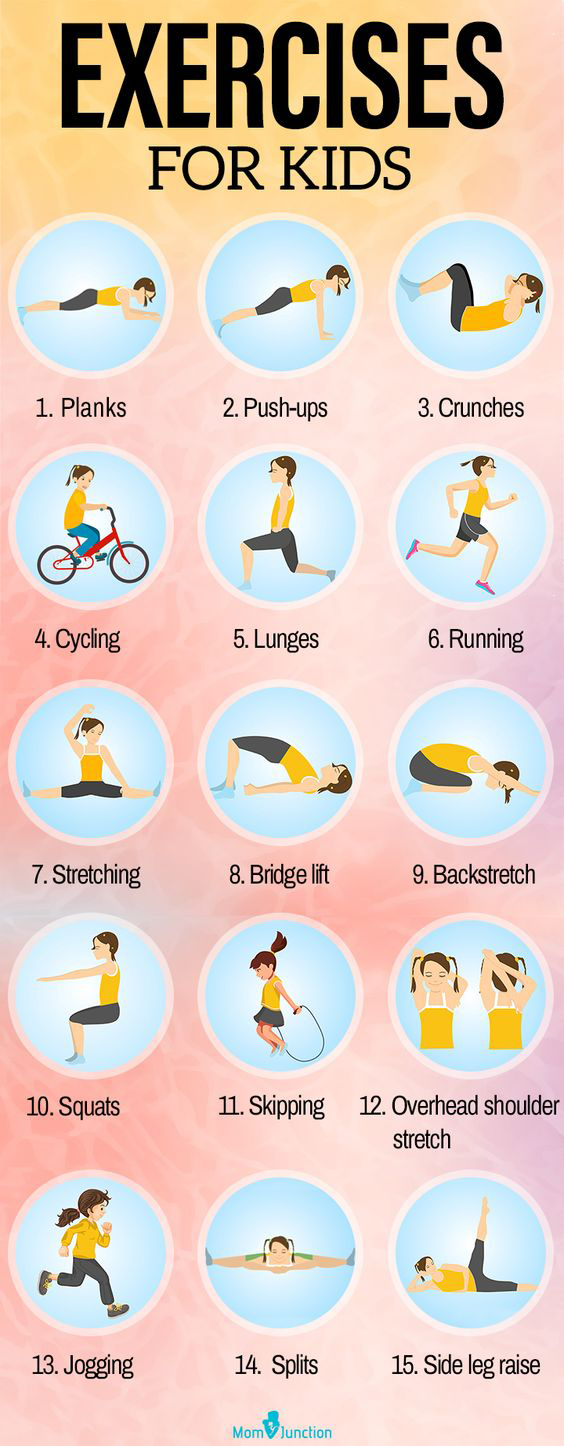 EXERCISES
FOR KIDS
1. Planks
2. Push-ups
3. Crunches
4. Cycling
5. Lunges
6. Running
7. Stretching
8. Bridge lift
9. Backstretch
10. Squats
11. Skipping
12. Overhead shoulder
stretch
13. Jogging
14. Splits
15. Side leg raise
Mom Junction